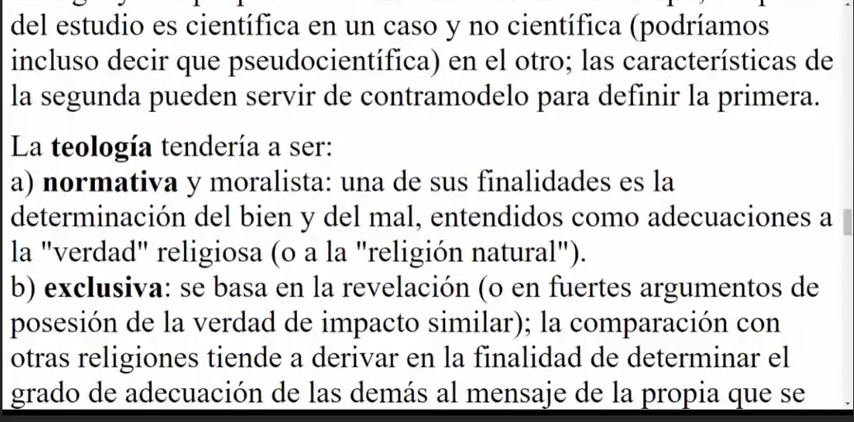 del estudio es científica en un caso y no científica (podríamos
incluso decir que pseudocientífica) en el otro; las características de
la segunda pueden servir de contramodelo para definir la primera.
La teología tendería a ser:
a) normativa y moralista: una de sus finalidades es la
determinación del bien y del mal, entendidos como adecuaciones a
la "verdad" religiosa (o a la "religión natural").
b) exclusiva: se basa en la revelación (o en fuertes argumentos de
posesión de la verdad de impacto similar); la comparación con
otras religiones tiende a derivar en la finalidad de determinar el
grado de adecuación de las demás al mensaje de la propia que se